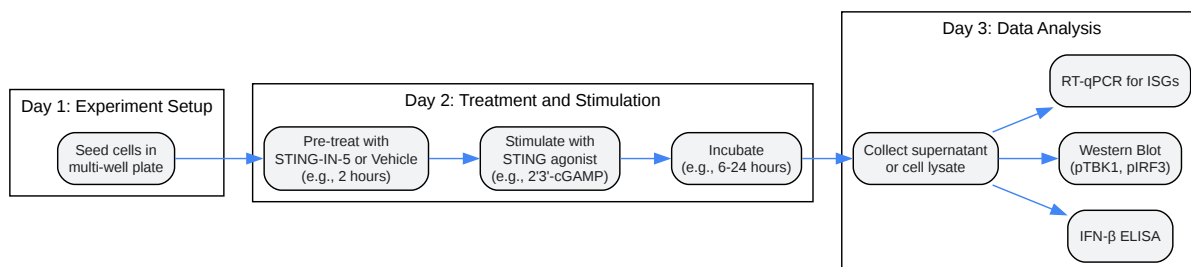 Day 1: Experiment Setup
Seed cells in
multi-well plate
Day 2: Treatment and Stimulation
Pre-treat with
STING-IN-5 or Vehicle
(e.g., 2 hours)
Stimulate with
STING agonist
(e.g., 2'3'-cGAMP)
Incubate
(e.g., 6-24 hours)
Day 3: Data Analysis
Collect supernatant
or cell lysate
RT-qPCR for ISGs
Western Blot
(pTBK1, pIRF3)
IFN-β ELISA